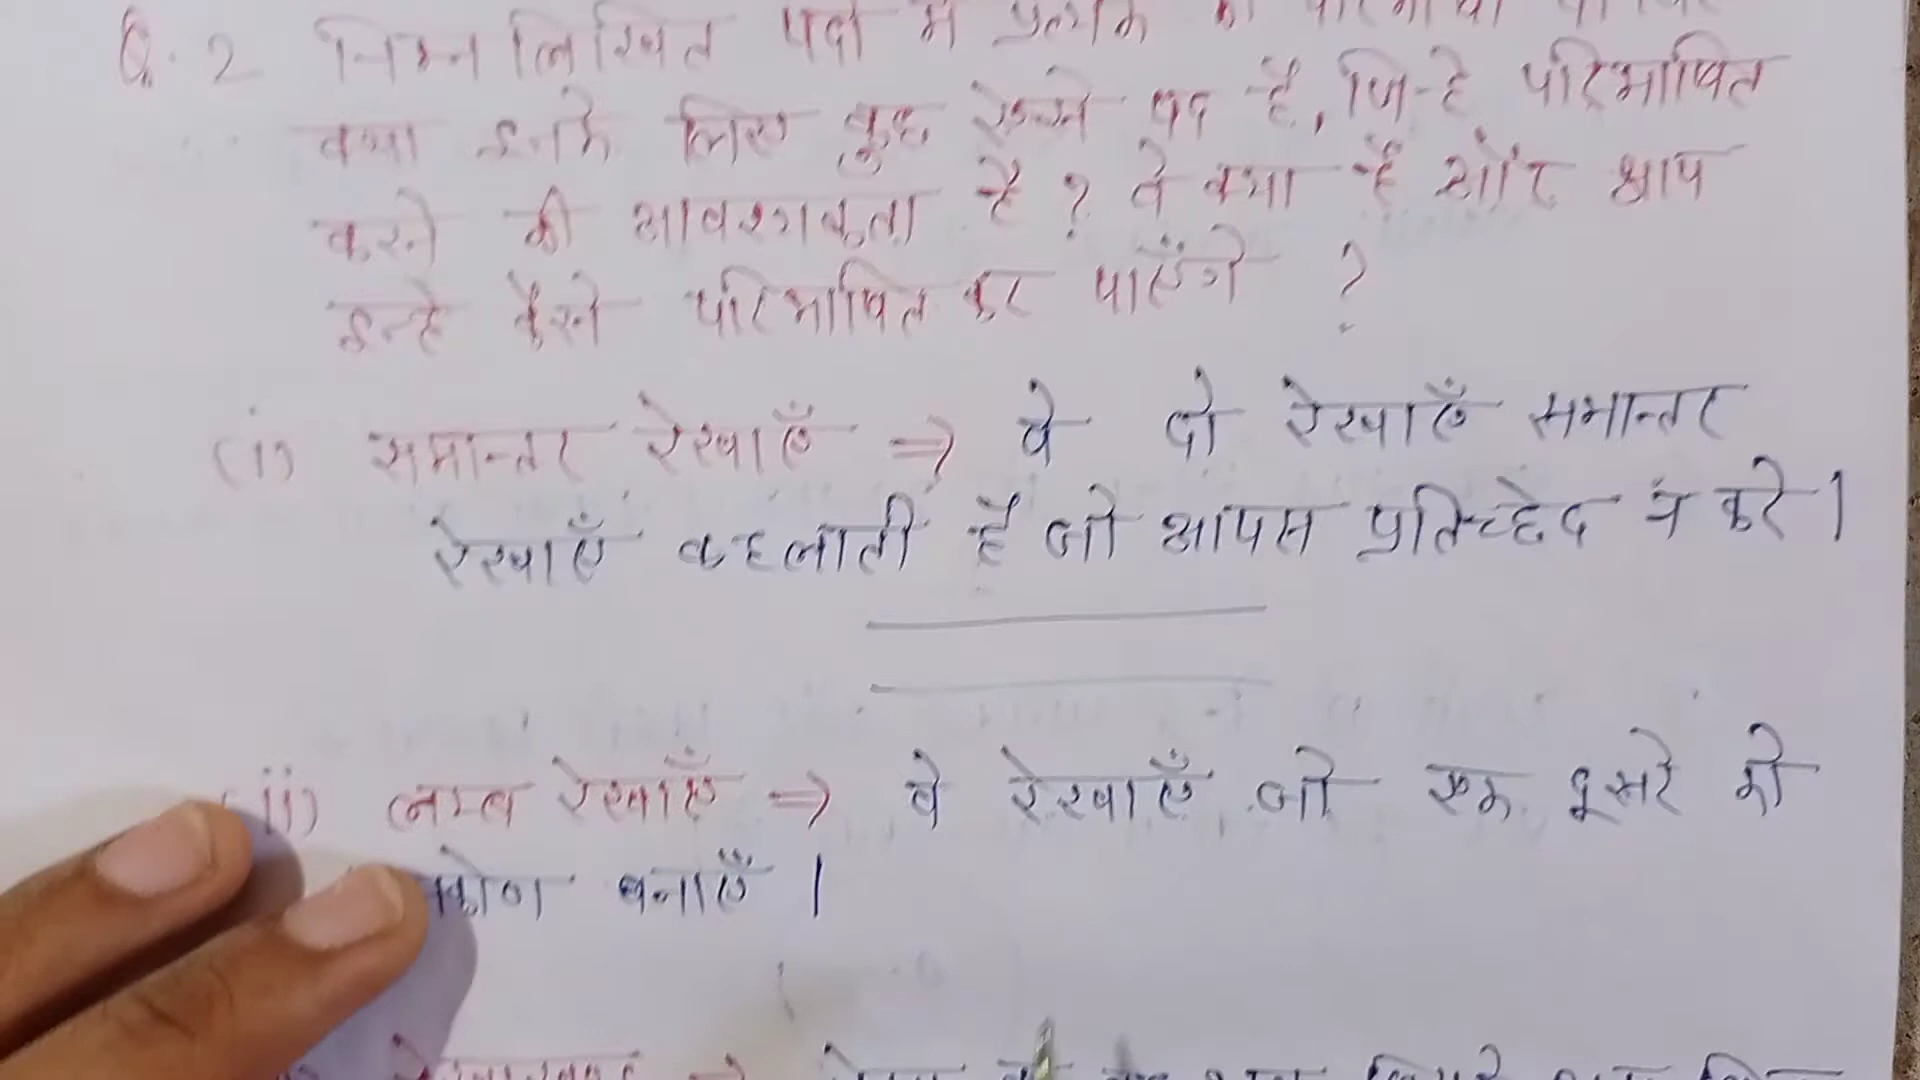 Q. 2 निम्नलिखित पदों में प्रत्येक की परिभाषा
क्या इनके लिए कुछ ऐसे पद है, जिन्हे परिभाषित
करने की आवश्यकता है ? वे क्या है और आप
इन्हे कैसे परिभाषित कर पाएँगे ?
(i) समान्तर रेखाएँ ⇒ वे दो रेखाएँ समान्तर
रेखाएँ कहलाती है जो आपस प्रतिच्छेद न करे ।
(ii) लम्ब रेखाएँ ⇒ वे रेखाएँ जो एक दूसरे को
कोण बनाएँ ।